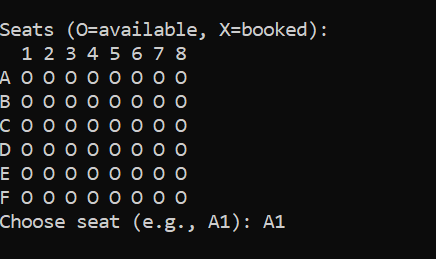 Seats (O=available, X=booked):
  1 2 3 4 5 6 7 8
A O O O O O O O O
B O O O O O O O O
C O O O O O O O O
D O O O O O O O O
E O O O O O O O O
F O O O O O O O O
Choose seat (e.g., A1): A1